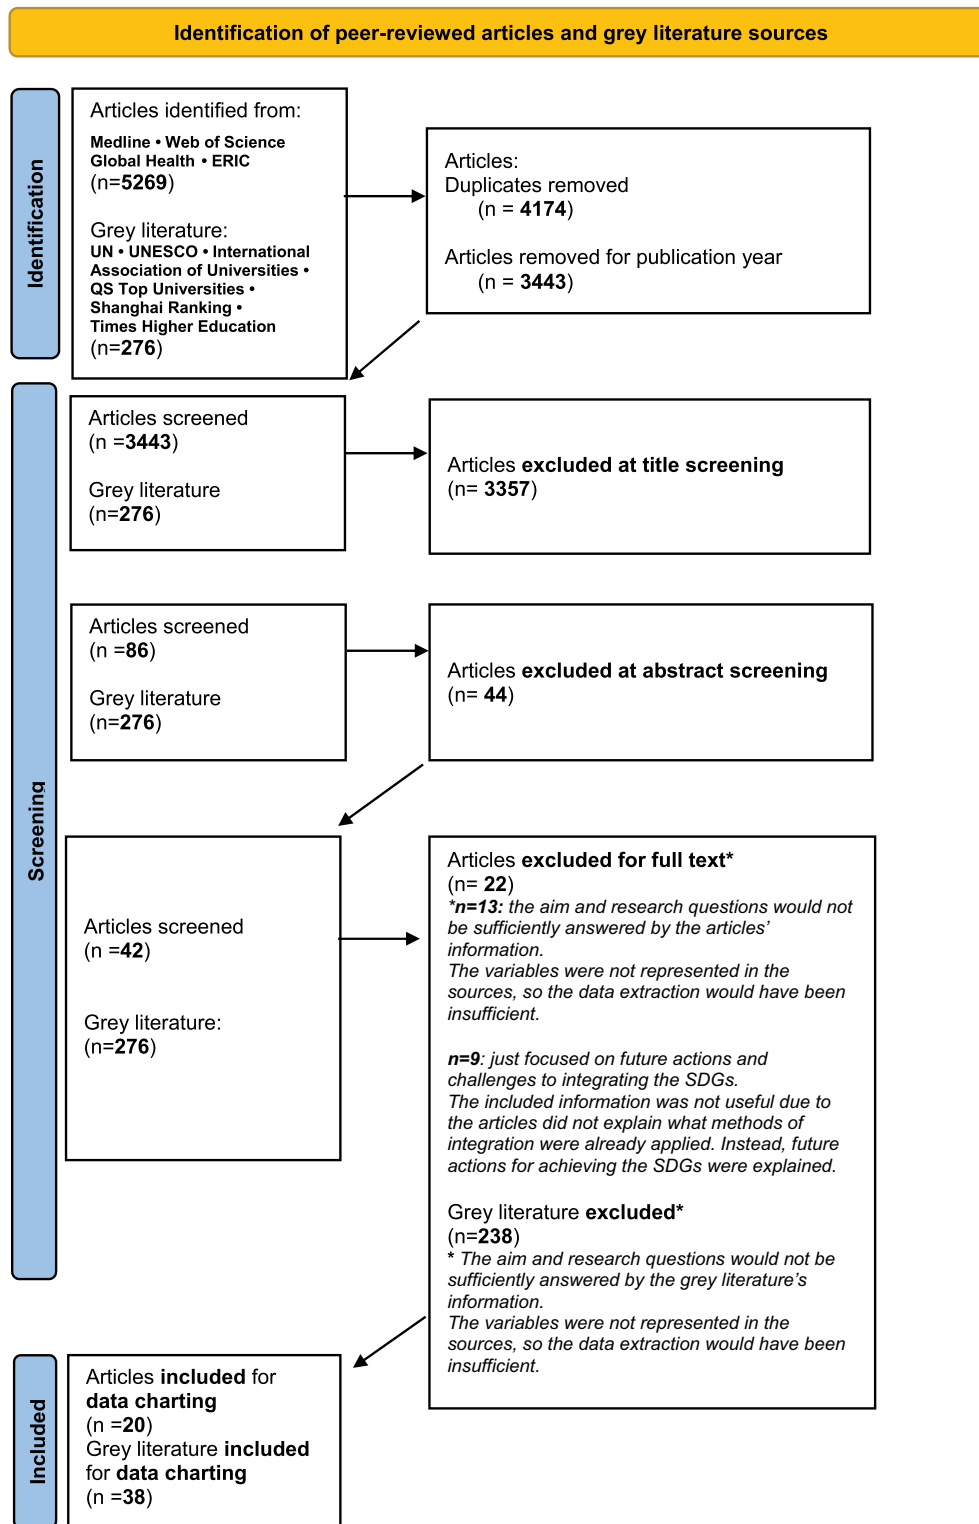 Identification of peer-reviewed articles and grey literature sources
Identification
Articles identified from:
Medline • Web of Science
Global Health • ERIC
(n=5269)
Grey literature:
UN • UNESCO • International
Association of Universities •
QS Top Universities •
Shanghai Ranking •
Times Higher Education
(n=276)
Articles:
Duplicates removed
(n = 4174)
Articles removed for publication year
(n = 3443)
Screening
Articles screened
(n =3443)
Grey literature
(n=276)
Articles excluded at title screening
(n= 3357)
Articles screened
(n =86)
Grey literature
(n=276)
Articles excluded at abstract screening
(n= 44)
Articles screened
(n =42)
Grey literature:
(n=276)
Articles excluded for full text*
(n= 22)
*n=13: the aim and research questions would not
be sufficiently answered by the articles’
information.
The variables were not represented in the
sources, so the data extraction would have been
insufficient.
n=9: just focused on future actions and
challenges to integrating the SDGs.
The included information was not useful due to
the articles did not explain what methods of
integration were already applied. Instead, future
actions for achieving the SDGs were explained.
Grey literature excluded*
(n=238)
* The aim and research questions would not be
sufficiently answered by the grey literature’s
information.
The variables were not represented in the
sources, so the data extraction would have been
insufficient.
Included
Articles included for
data charting
(n =20)
Grey literature included
for data charting
(n =38)